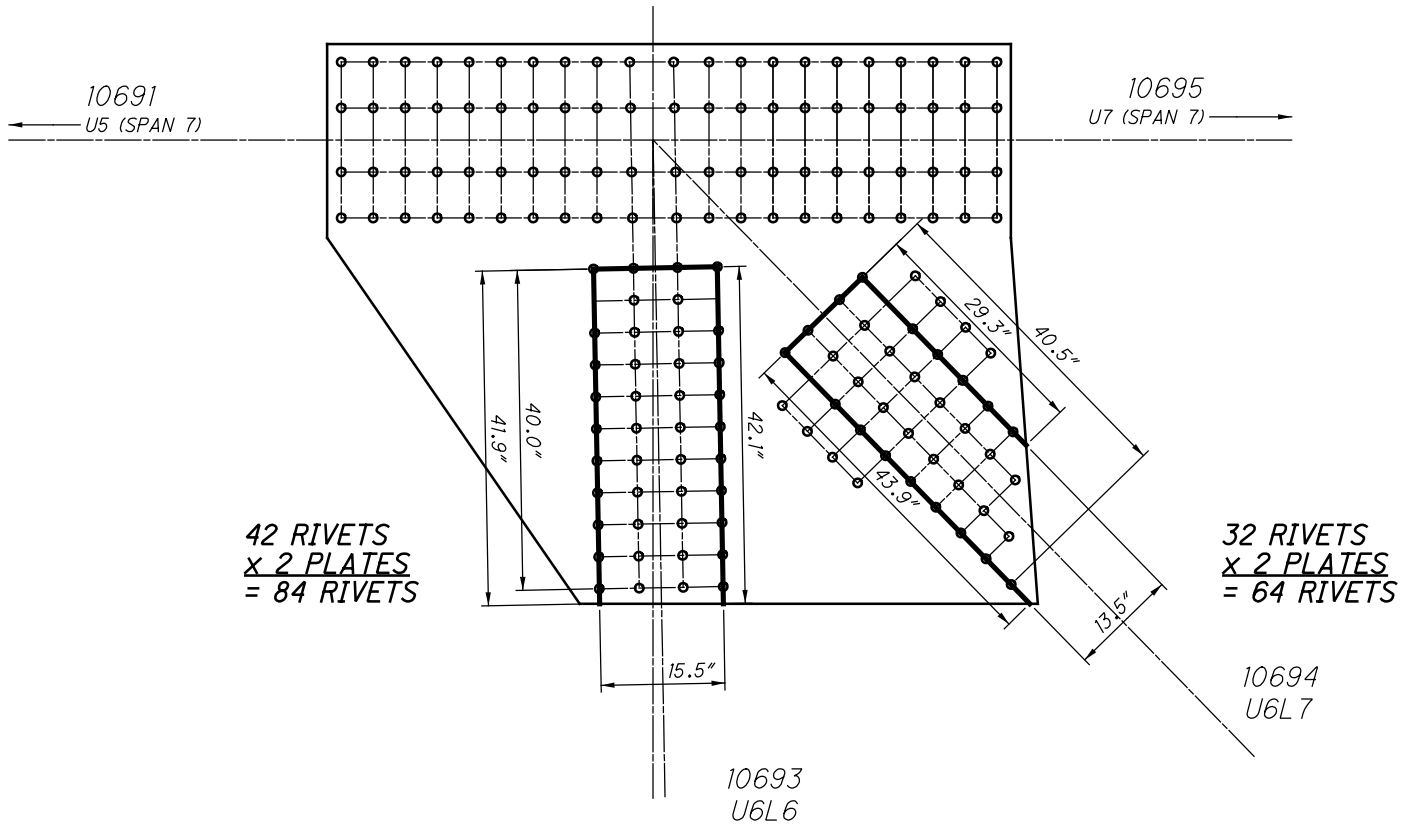 10691
U5 (SPAN 7)
10695
U7 (SPAN 7)
29.3"
40.5"
41.9"
40.0"
42.1"
43.9"
42 RIVETS
x 2 PLATES
= 84 RIVETS
32 RIVETS
x 2 PLATES
= 64 RIVETS
13.5"
15.5"
10694
U6L7
10693
U6L6